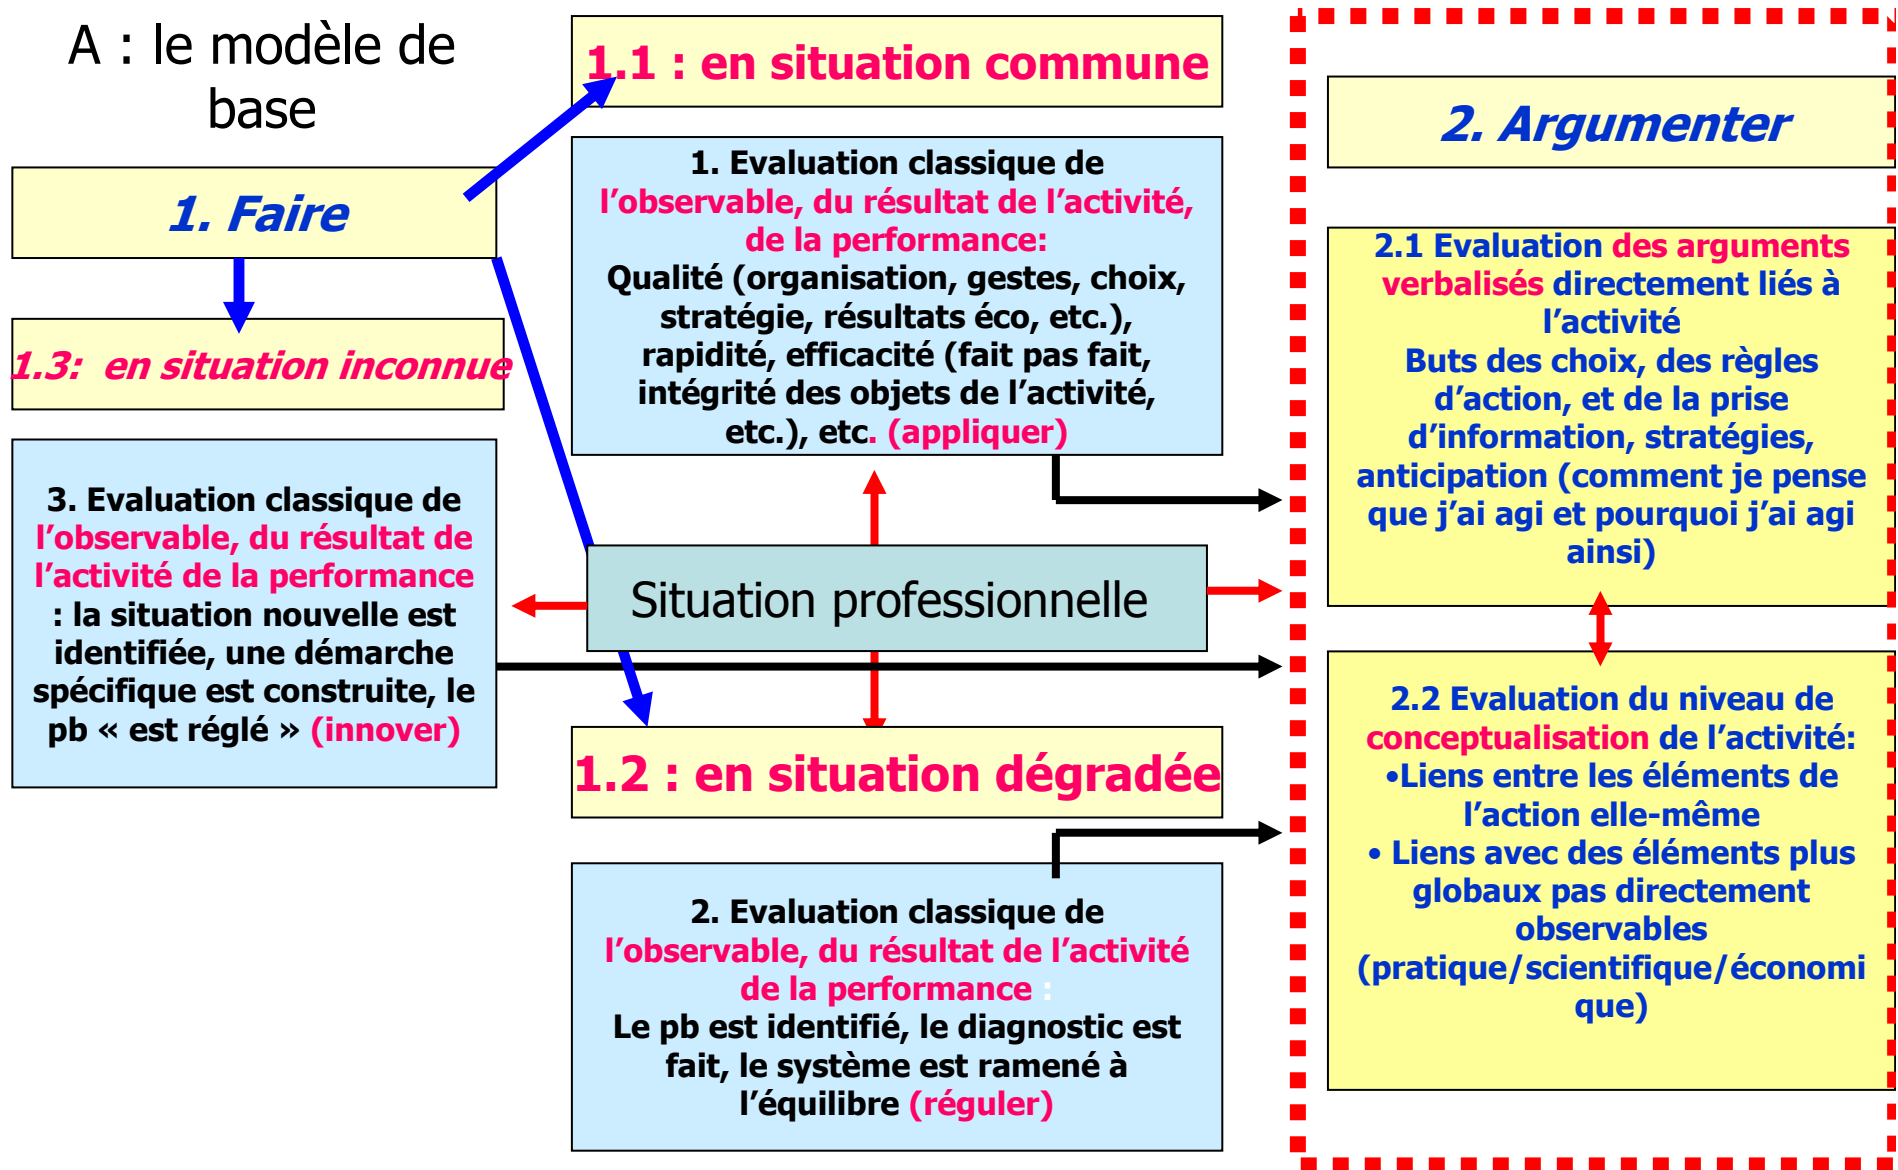 A : le modèle de
base
1. Faire
1.3: en situation inconnue
3. Evaluation classique de
l’observable, du résultat de
l’activité de la performance
: la situation nouvelle est
identifiée, une démarche
spécifique est construite, le
pb « est réglé » (innover)
1.1 : en situation commune
1. Evaluation classique de
l’observable, du résultat de l’activité,
de la performance:
Qualité (organisation, gestes, choix,
stratégie, résultats éco, etc.),
rapidité, efficacité (fait pas fait,
intégrité des objets de l’activité,
etc.), etc. (appliquer)
Situation professionnelle
1.2 : en situation dégradée
2. Evaluation classique de
l’observable, du résultat de l’activité
de la performance :
Le pb est identifié, le diagnostic est
fait, le système est ramené à
l’équilibre (réguler)
2. Argumenter
2.1 Evaluation des arguments
verbalisés directement liés à
l’activité
Buts des choix, des règles
d’action, et de la prise
d’information, stratégies,
anticipation (comment je pense
que j’ai agi et pourquoi j’ai agi
ainsi)
2.2 Evaluation du niveau de
conceptualisation de l’activité:
•Liens entre les éléments de
l’action elle-même
• Liens avec des éléments plus
globaux pas directement
observables
(pratique/scientifique/économi
que)